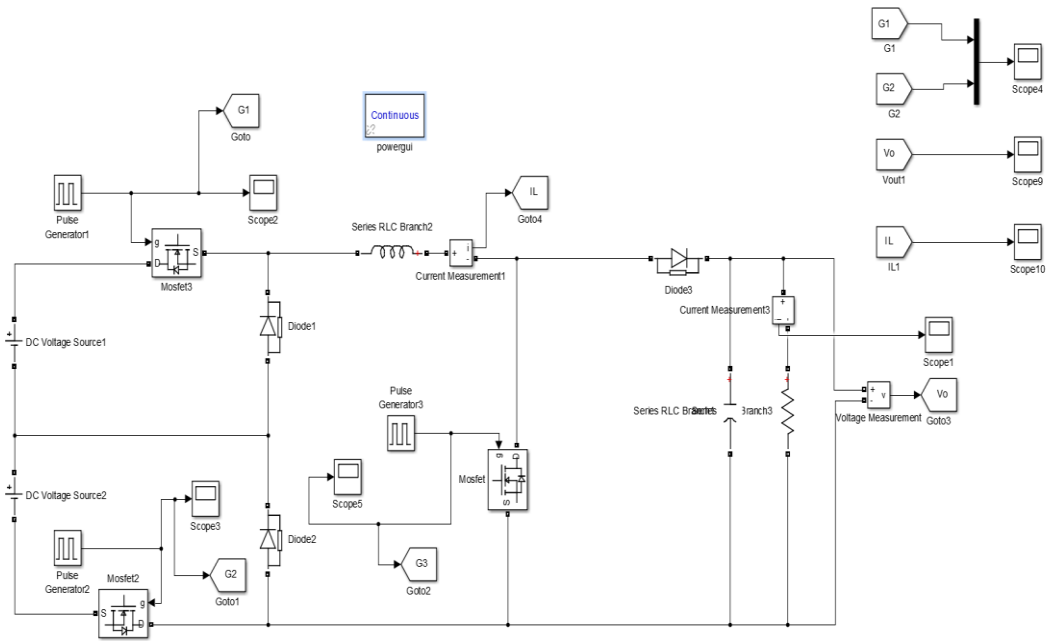 G1
G1
G2
G2
Scope4
G1
Goto
Continuous
powergui
Vo
Vout1
Scope9
Pulse
Generator1
Scope2
IL
Goto4
Series RLC Branch2
g
D
S
Mosfet3
+
i
-
Current Measurement1
IL
IL1
Scope10
Diode3
Current Measurement3
+
-
i
Scope1
+
DC Voltage Source1
Diode1
Pulse
Generator3
Series RLC Branch1
Branch3
+
-
v
Voltage Measurement
Vo
Goto3
+
DC Voltage Source2
Scope3
Scope5
Mosfet
g
D
S
Diode2
Pulse
Generator2
G2
Goto1
G3
Goto2
Mosfet2
S
g
D